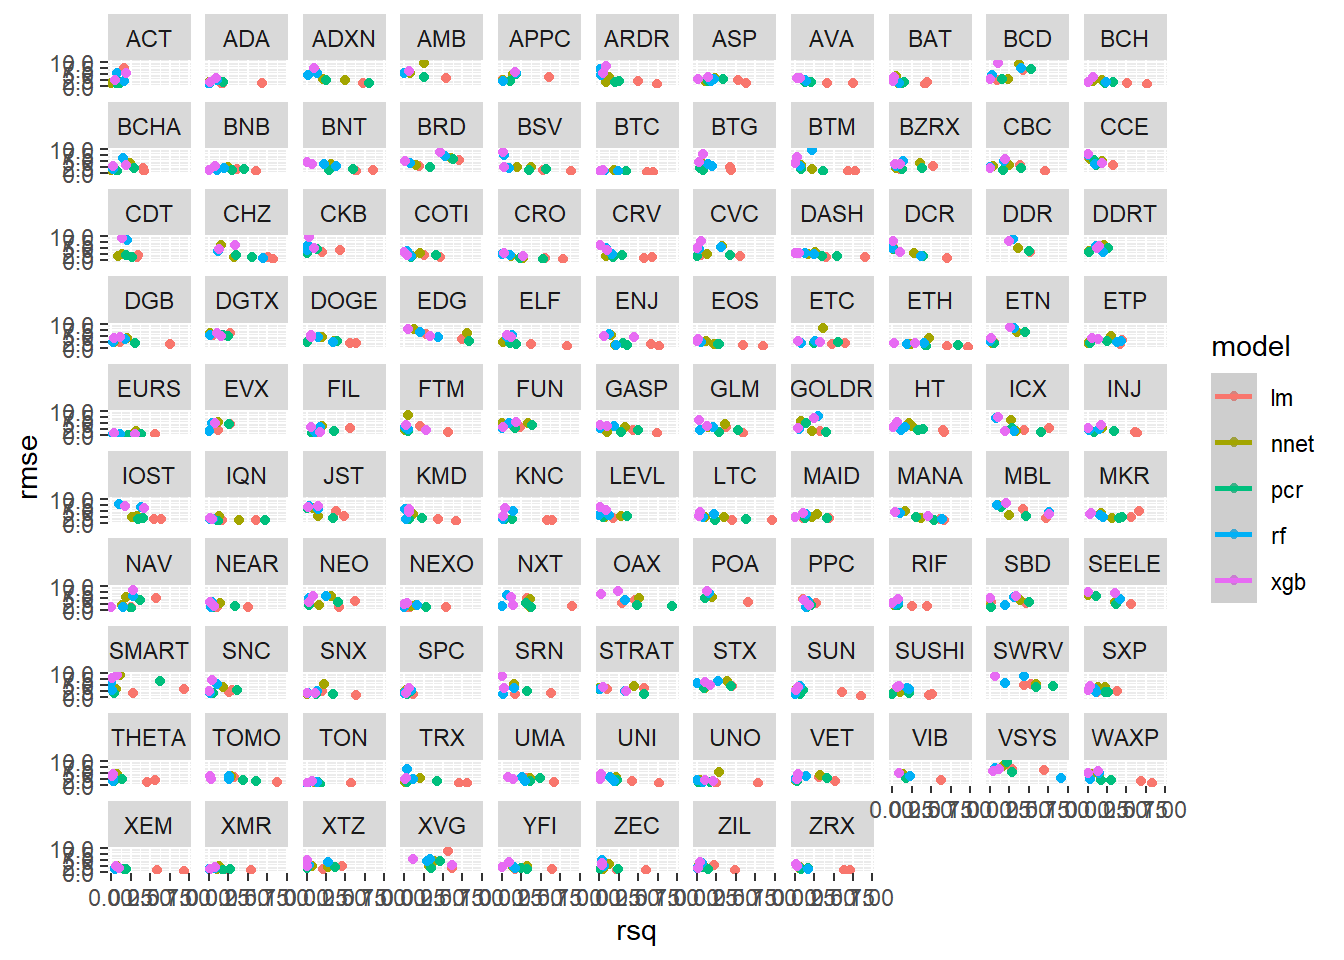 ACT ADA ADXN AMB APPC ARDR ASP AVA BAT BCD BCH
BCHA BNB BNT BRD BSV BTC BTG BTM BZRX CBC CCE
CDT CHZ CKB COTI CRO CRV CVC DASH DCR DDR DDRT
DGB DGTX DOGE EDG ELF ENJ EOS ETC ETH ETN ETP
EURS EVX FIL FTM FUN GASP GLM GOLDR HT ICX INJ
IOST IQN JST KMD KNC LEVL LTC MAID MANA MBL MKR
NAV NEAR NEO NEXO NXT OAX POA PPC RIF SBD SEELE
SMART SNC SNX SPC SRN STRAT STX SUN SUSHI SWRV SXP
THETA TOMO TON TRX UMA UNI UNO VET VIB VSYS WAXP
XEM XMR XTZ XVG YFI ZEC ZIL ZRX
rsq
rmse
model
lm
nnet
pcr
rf
xgb